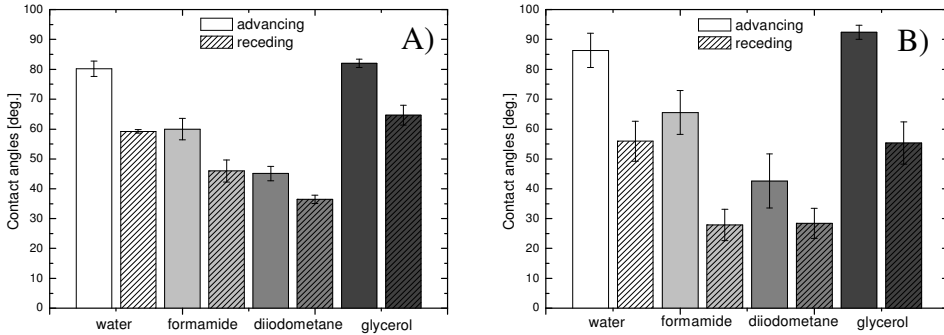 100
90
80
70
60
50
40
30
20
10
0
Contact angles [deg.]
advancing
receding
A)
water formamide diiodometane glycerol
100
90
80
70
60
50
40
30
20
10
0
Contact angles [deg.]
advancing
receding
B)
water formamide diiodometane glycerol